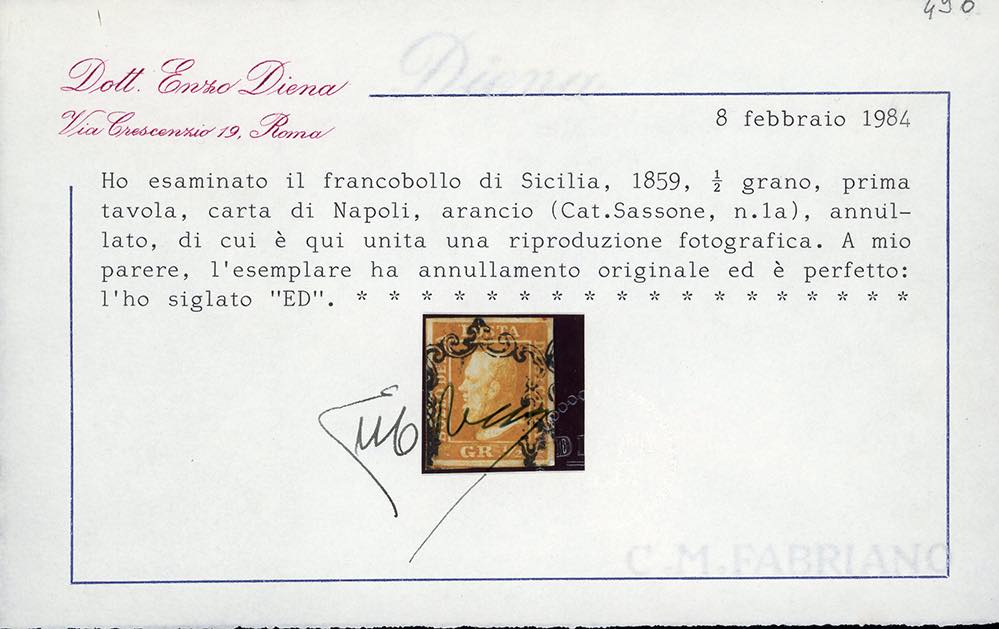 490
Diena
Dott. Enzo Diena
Via Crescenzio 19, Roma
8 febbraio 1984
Ho esaminato il francobollo di Sicilia, 1859, ½ grano, prima
tavola, carta di Napoli, arancio (Cat.Sassone, n.1a), annul-
lato, di cui è qui unita una riproduzione fotografica. A mio
parere, l'esemplare ha annullamento originale ed è perfetto:
l'ho siglato "ED". * * * * * * * * * * * * * * * * * *
GR
C.M.FABRIANO